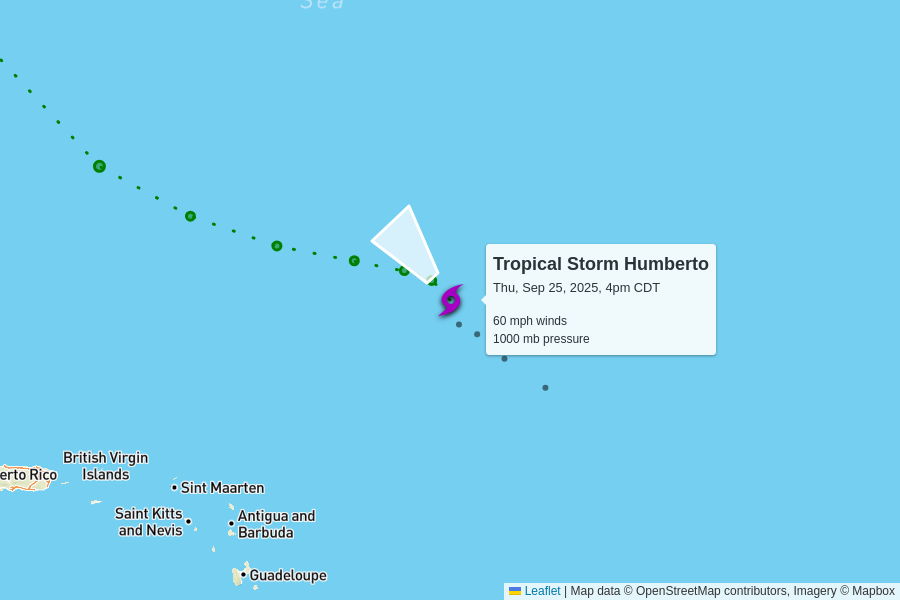 Sea
Tropical Storm Humberto
Thu, Sep 25, 2025, 4pm CDT
60 mph winds
1000 mb pressure
British Virgin
Islands
erto Rico
Sint Maarten
Saint Kitts
and Nevis
Antigua and
Barbuda
Guadeloupe
Leaflet | Map data © OpenStreetMap contributors, Imagery © Mapbox